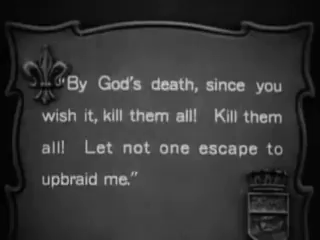 "By God's death, since you
wish it, kill them all! Kill them
all! Let not one escape to
upbraid me."